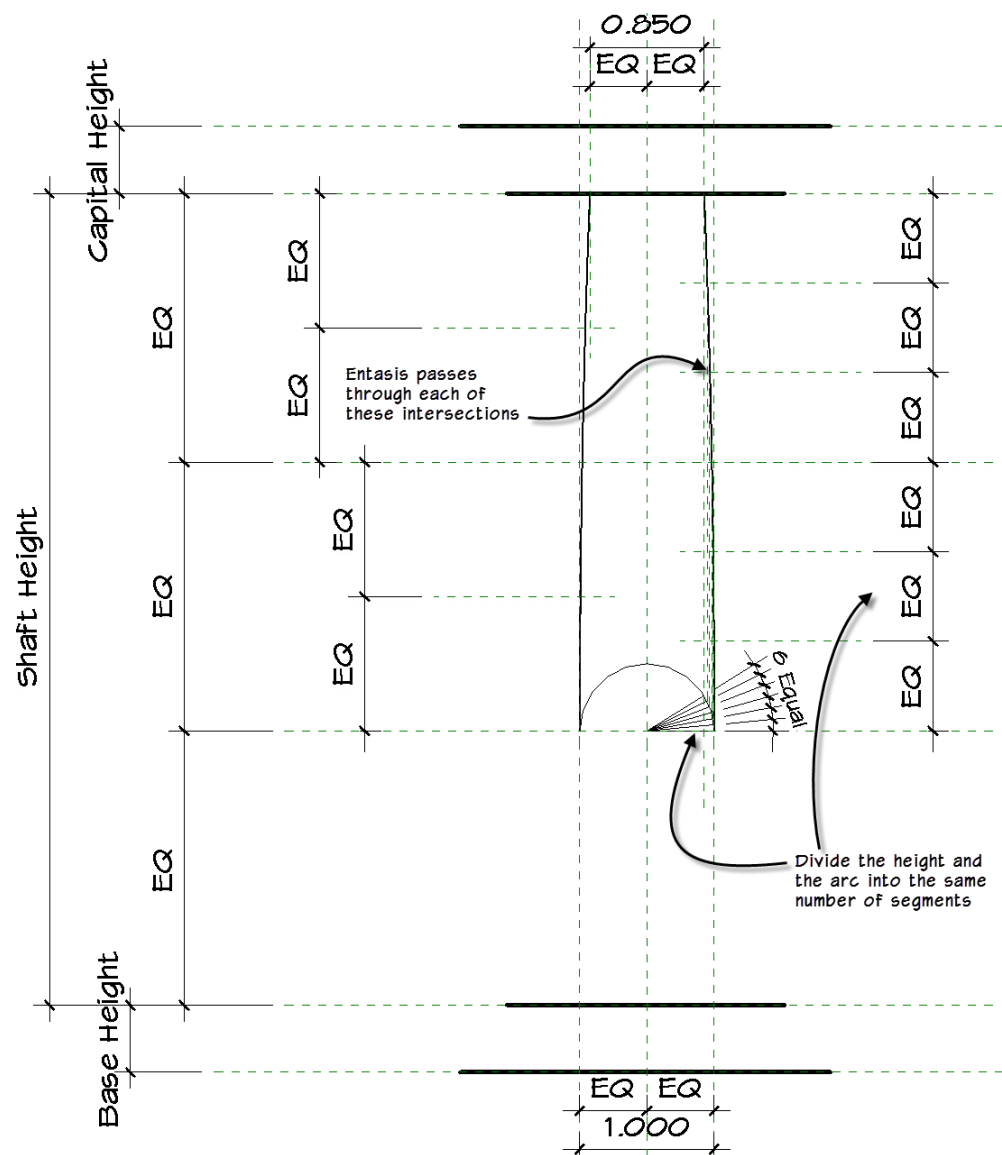 0.850
EQ EQ
Capital Height
EQ
EQ
EQ
EQ
EQ
Entasis passes
through each of
these intersections
EQ
EQ
EQ
EQ
Shaft Height
EQ
EQ
EQ
6 Equal
EQ
EQ
Divide the height and
the arc into the same
number of segments
Base Height
EQ EQ
1.000